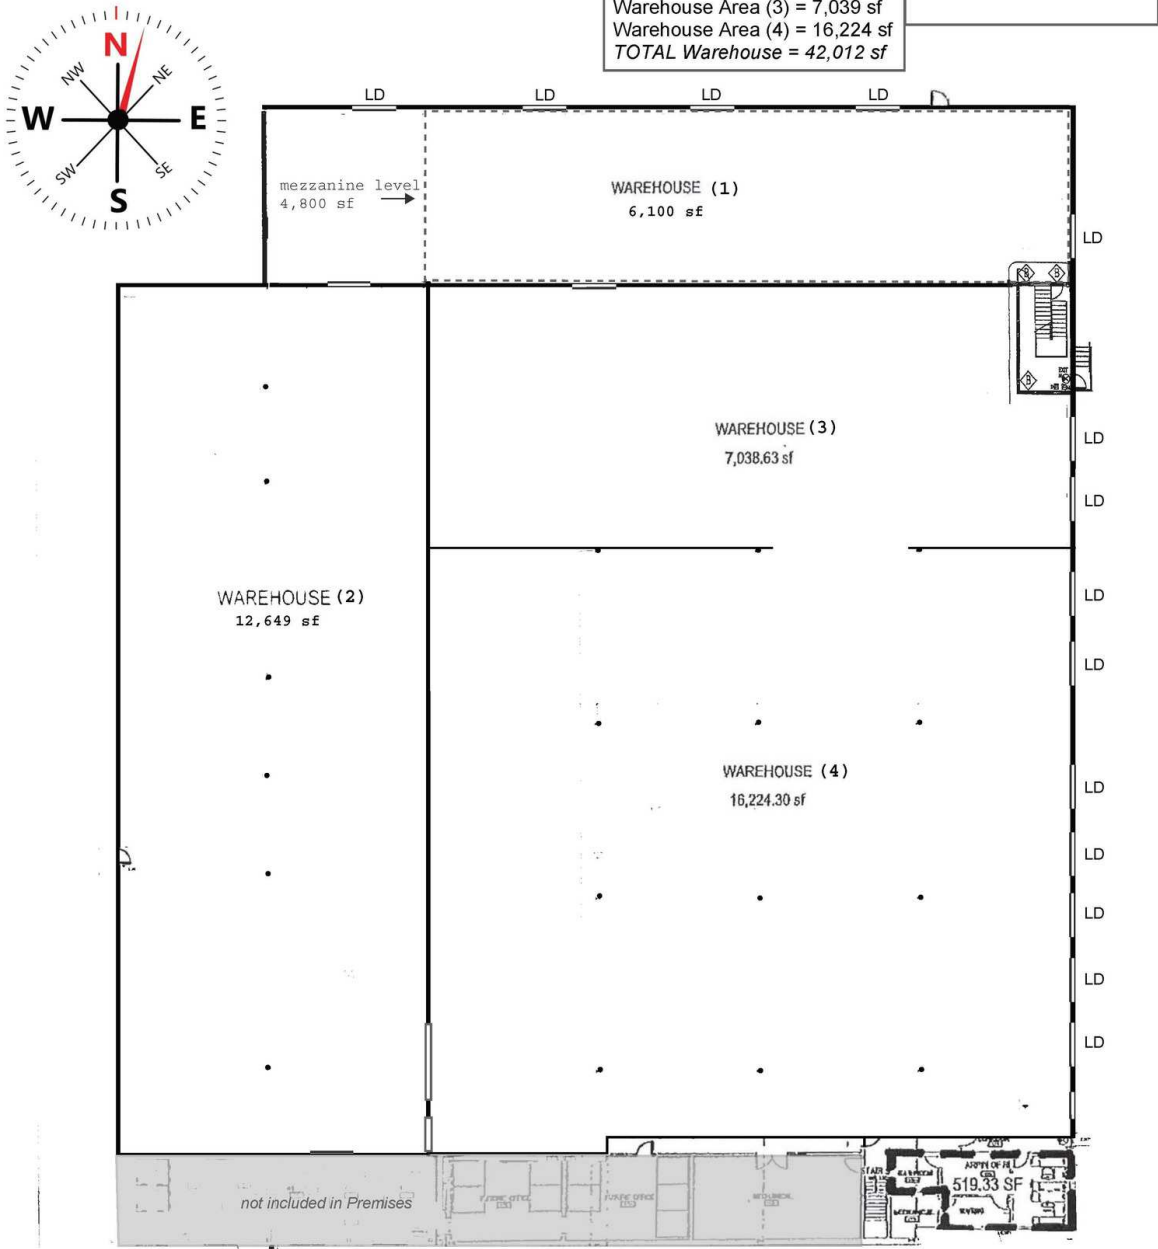 Warehouse Area (3) = 7,039 sf
Warehouse Area (4) = 16,224 sf
TOTAL Warehouse = 42,012 sf
N
NW
NE
W
E
SW
SE
S
LD
LD
LD
LD
mezzanine level
4,800 sf
WAREHOUSE (1)
6,100 sf
LD
B
B
B
EXIT
WAREHOUSE (3)
7,038.63 sf
LD
LD
WAREHOUSE (2)
12,649 sf
LD
LD
WAREHOUSE (4)
16,224.30 sf
LD
LD
LD
LD
LD
STAIR
519.33 SF
not included in Premises